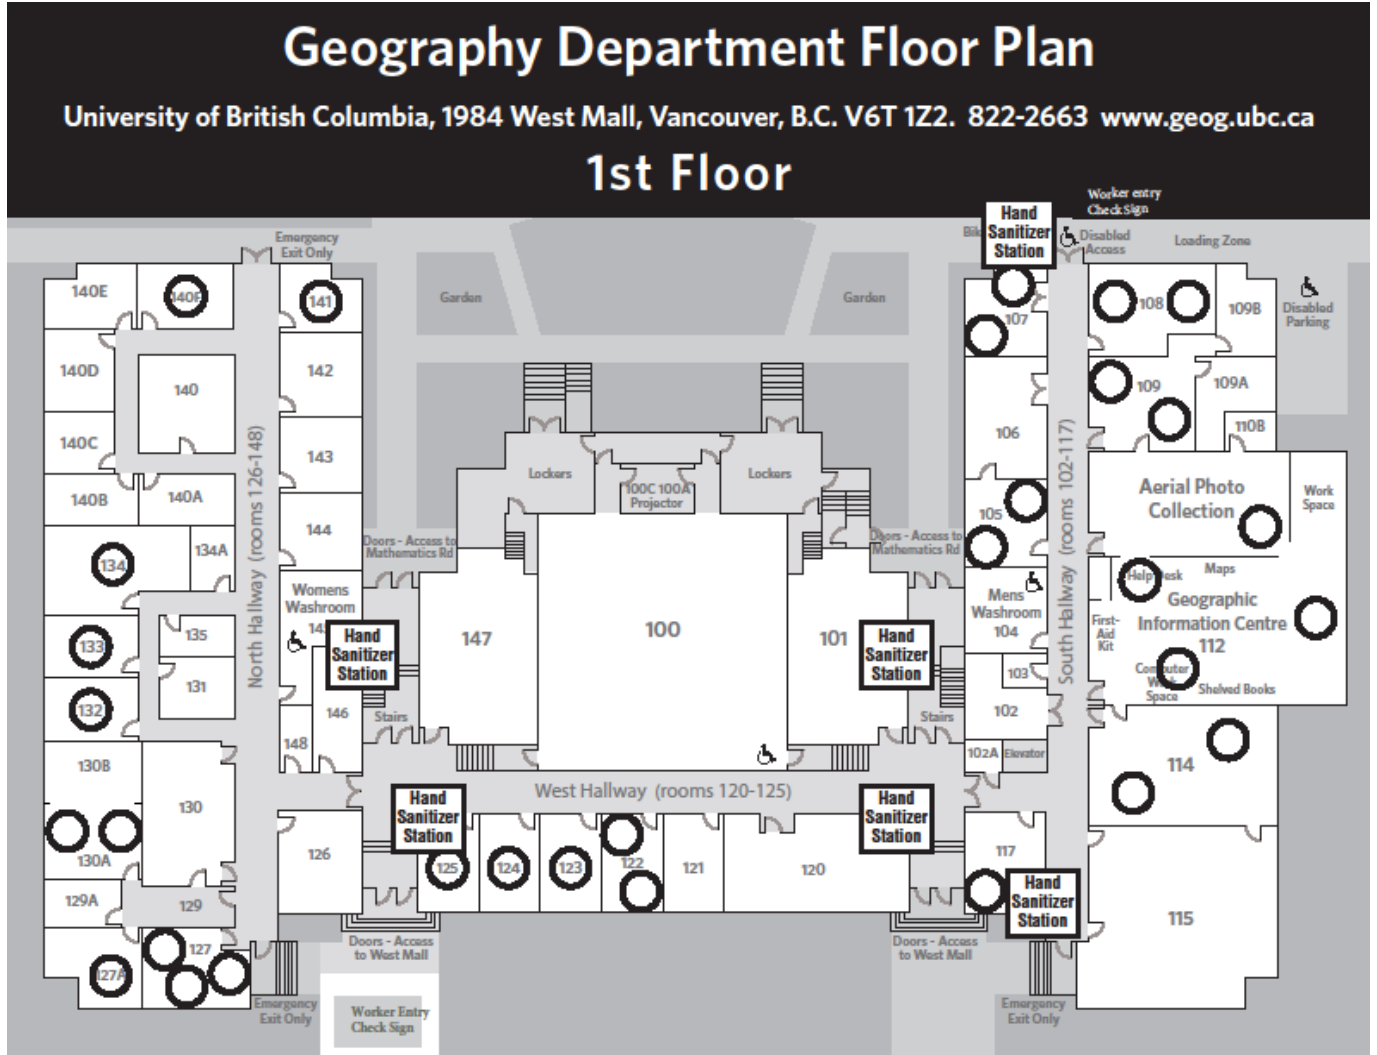 Geography Department Floor Plan
University of British Columbia, 1984 West Mall, Vancouver, B.C. V6T 1Z2.  822-2663  www.geog.ubc.ca
1st Floor
Worker entry
Check Sign
Hand
Sanitizer
Station
Disabled
Access
Loading Zone
Emergency
Exit Only
140E
140F
141
Garden
Garden
107
108
109B
Disabled
Parking
140D
140
142
109
109A
140C
143
106
110B
North Hallway (rooms 126-148)
South Hallway (rooms 102-117)
Lockers
100C 100A
Projector
Lockers
Aerial Photo
Collection
Work
Space
140B
140A
144
105
Doors - Access to
Mathematics Rd
Doors - Access to
Mathematics Rd
134
134A
Womens
Washroom
Mens
Washroom
104
Help Desk
Maps
Geographic
Information Centre
112
First-
Aid
Kit
Computer
Work
Space
Shelved Books
135
133
131
132
Hand
Sanitizer
Station
147
100
101
Hand
Sanitizer
Station
103
102
146
148
Stairs
Stairs
102A
Elevator
130B
130
130A
West Hallway (rooms 120-125)
Hand
Sanitizer
Station
Hand
Sanitizer
Station
114
126
125
124
123
122
121
120
117
Hand
Sanitizer
Station
115
129A
129
127
127A
Doors - Access
to West Mall
Doors - Access
to West Mall
Emergency
Exit Only
Emergency
Exit Only
Worker Entry
Check Sign